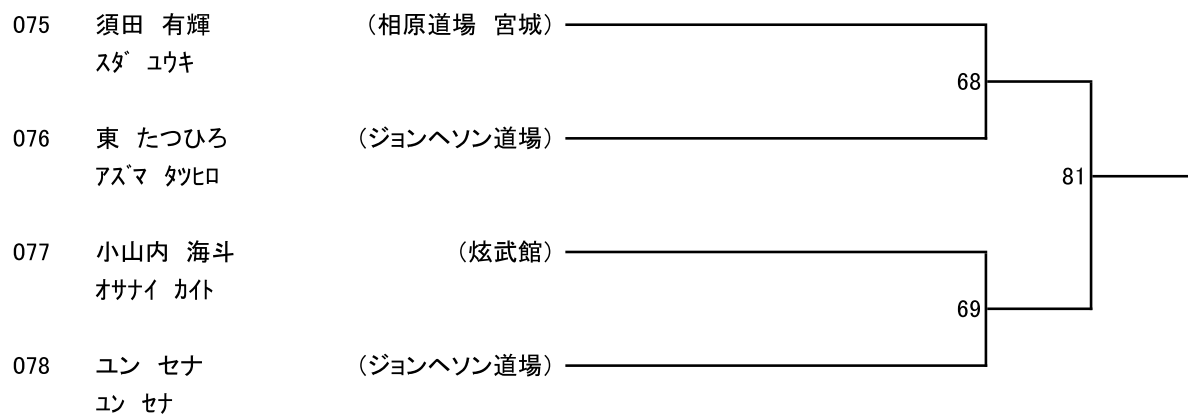 075 須田 有輝 （相原道場 宮城）
ｽﾀﾞ ﾕｳｷ
68
076 東 たつひろ （ジョンヘソン道場）
ｱｽﾞﾏ ﾀﾂﾋﾛ
81
077 小山内 海斗 （炫武館）
ｵｻﾅｲ ｶｲﾄ
69
078 ユン セナ （ジョンヘソン道場）
ﾕﾝ ｾﾅ